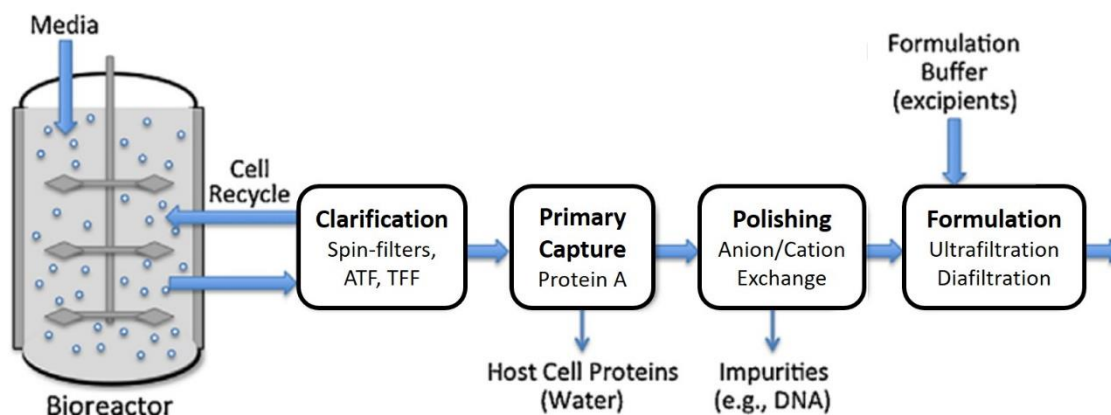 Media
Bioreactor
Cell
Recycle
Clarification
Spin-filters,
ATF, TFF
Primary
Capture
Protein A
Host Cell Proteins
(Water)
Polishing
Anion/Cation
Exchange
Impurities
(e.g., DNA)
Formulation
Buffer
(excipients)
Formulation
Ultrafiltration
Diafiltration